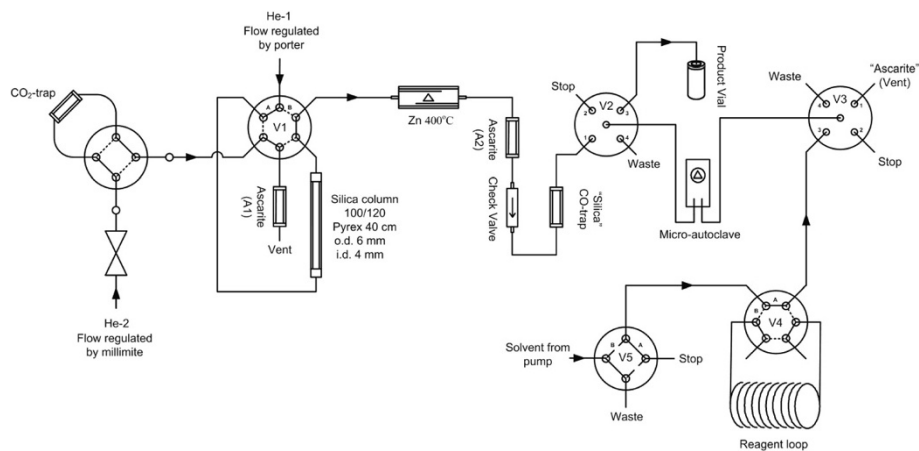 He-1
Flow regulated
by porter
CO₂-trap
A
B
V1
Zn 400°C
Ascarite
(A1)
Vent
Silica column
100/120
Pyrex 40 cm
o.d. 6 mm
i.d. 4 mm
He-2
Flow regulated
by millimite
Ascarite
(A2)
Check Valve
"Silica"
CO-trap
Stop
V2
2
3
1
4
Waste
Product
Vial
Micro-autoclave
Waste
"Ascarite"
(Vent)
V3
4
1
3
2
Stop
Solvent from
pump
B
A
V5
Stop
Waste
A
B
V4
Reagent loop